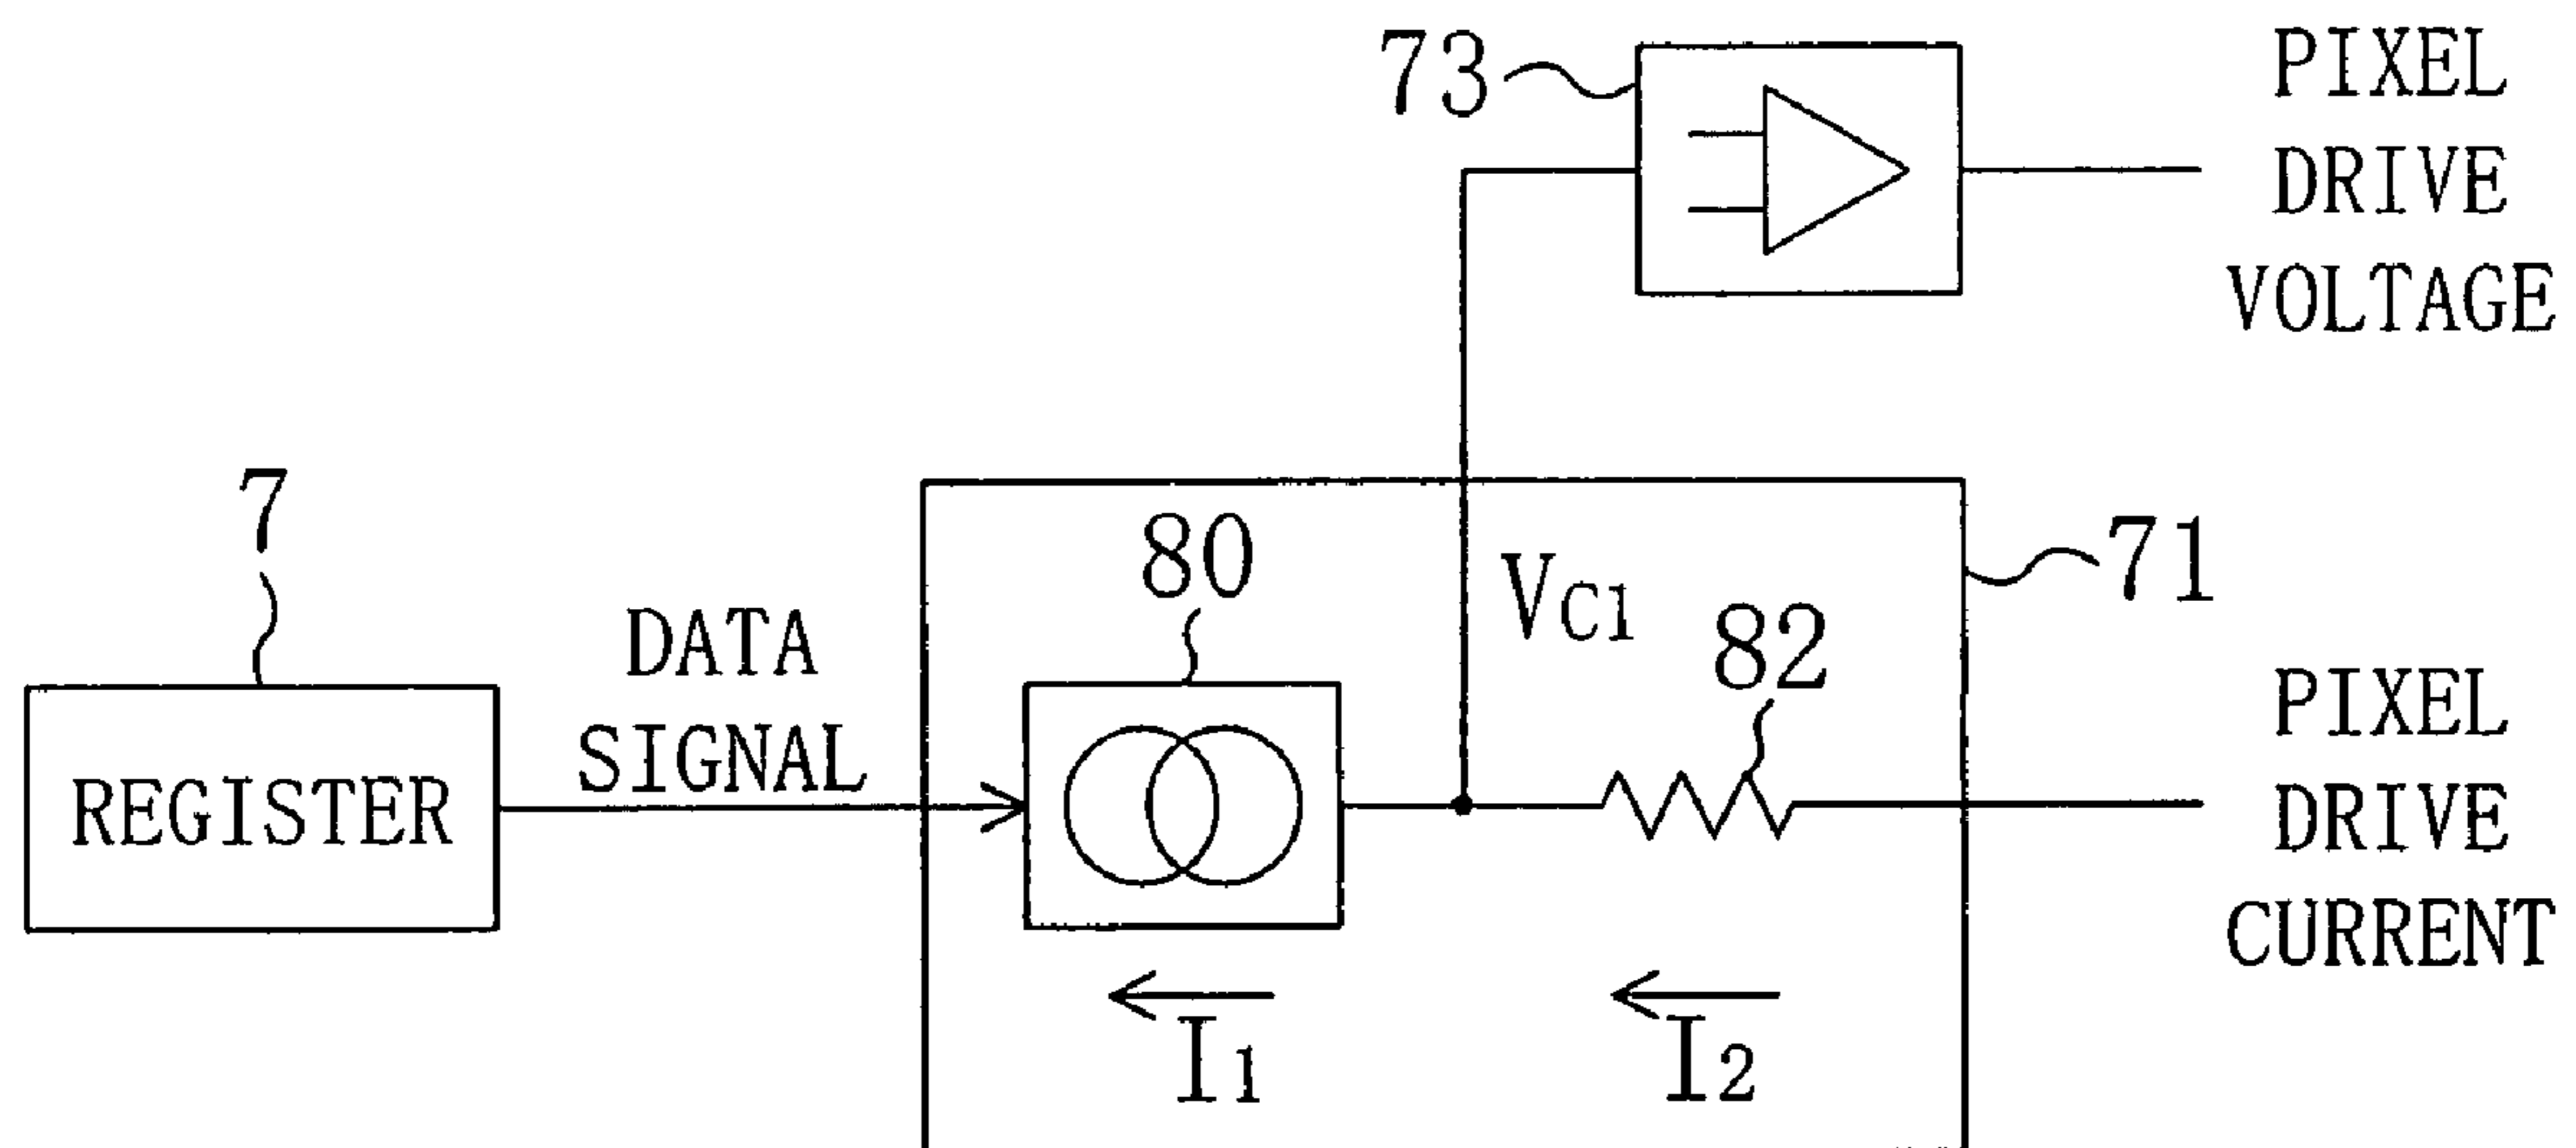 73
PIXEL
DRIVE
VOLTAGE
7
80
71
VC1
82
DATA
SIGNAL
REGISTER
PIXEL
DRIVE
CURRENT
I1
I2